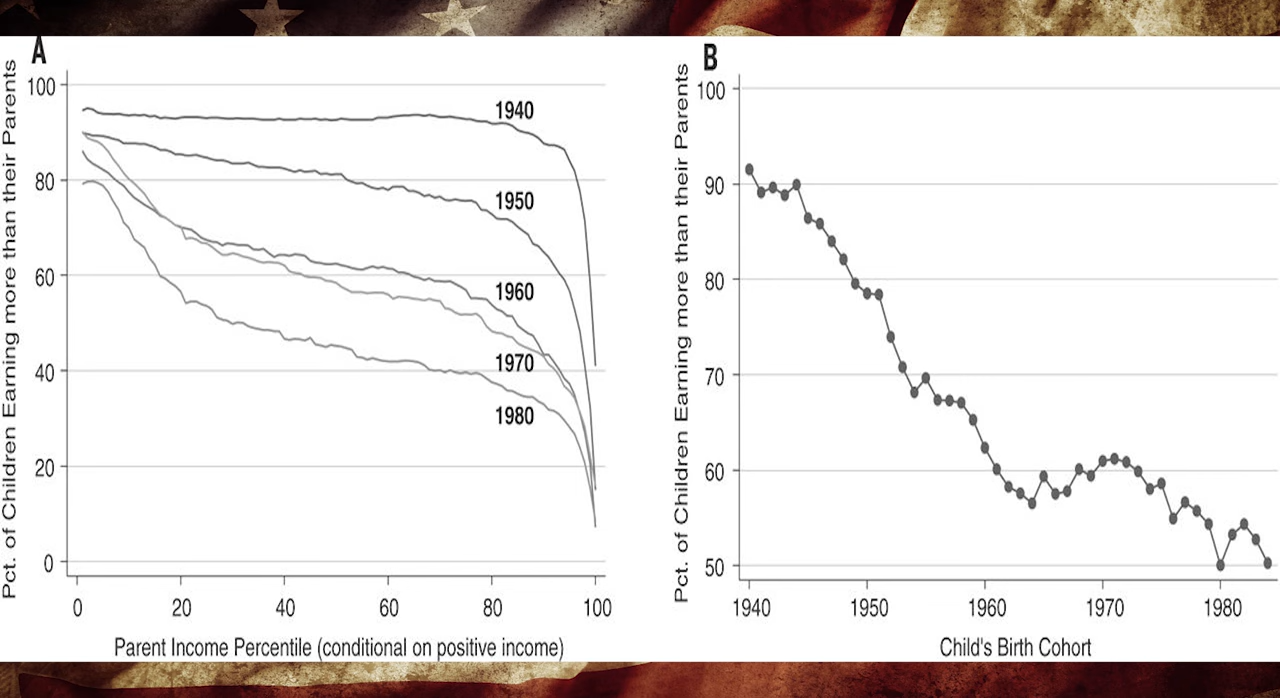 A
Pct. of Children Earning more than their Parents
100
80
60
40
20
0
1940
1950
1960
1970
1980
0 20 40 60 80 100
Parent Income Percentile (conditional on positive income)
B
Pct. of Children Earning more than their Parents
100
90
80
70
60
50
1940 1950 1960 1970 1980
Child's Birth Cohort